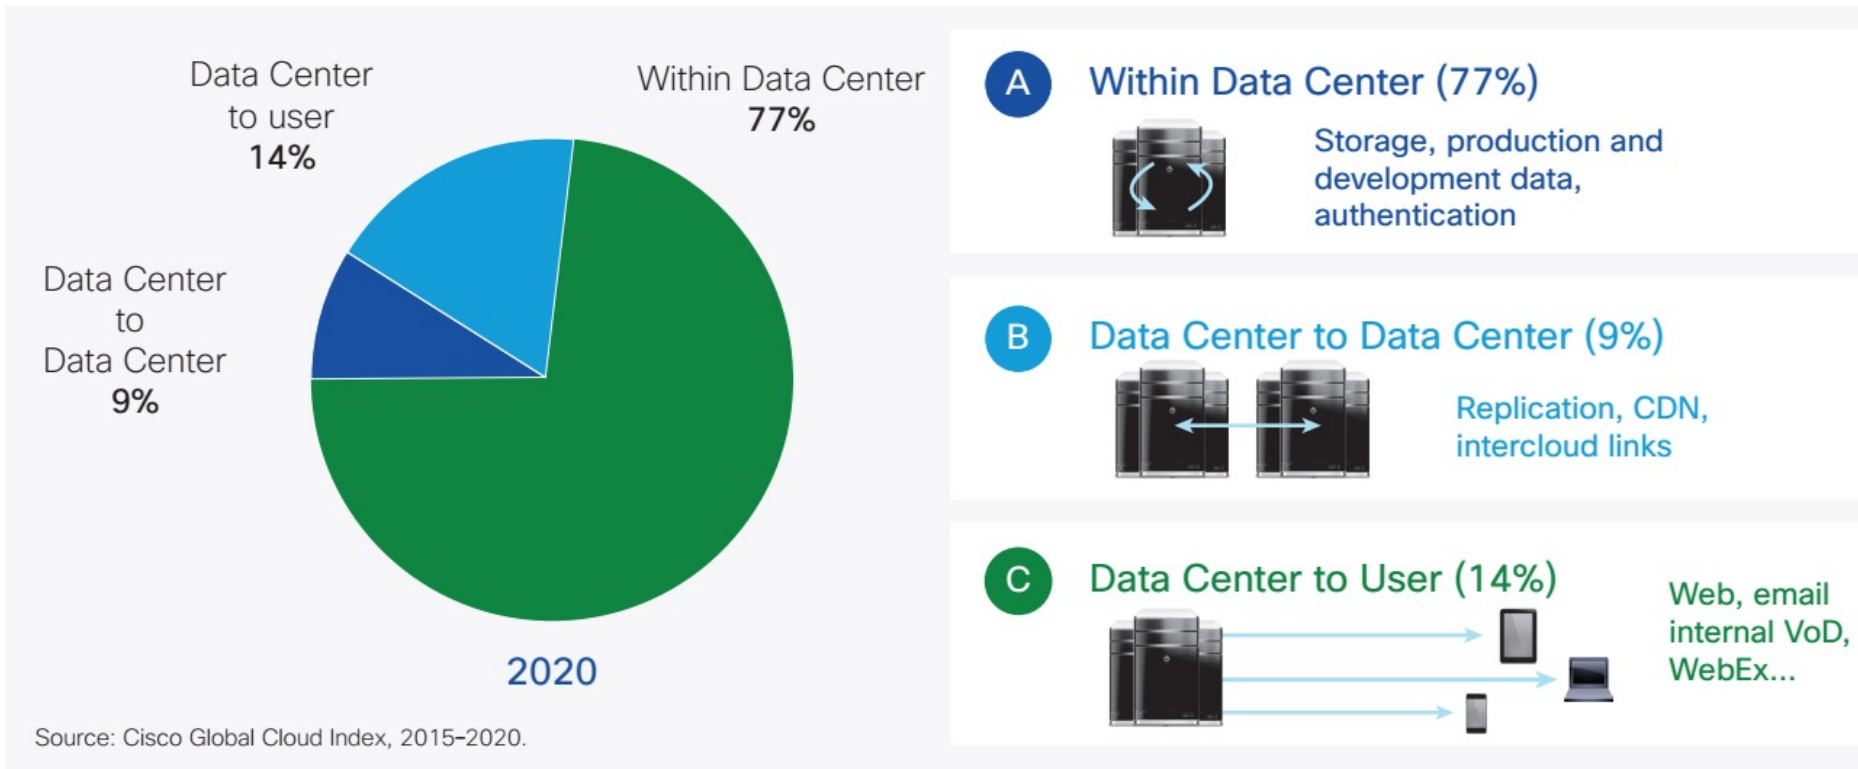 Data Center
to user
14%
Within Data Center
77%
Data Center
to
Data Center
9%
2020
Source: Cisco Global Cloud Index, 2015–2020.
A
Within Data Center (77%)
Storage, production and
development data,
authentication
B
Data Center to Data Center (9%)
Replication, CDN,
intercloud links
C
Data Center to User (14%)
Web, email
internal VoD,
WebEx...